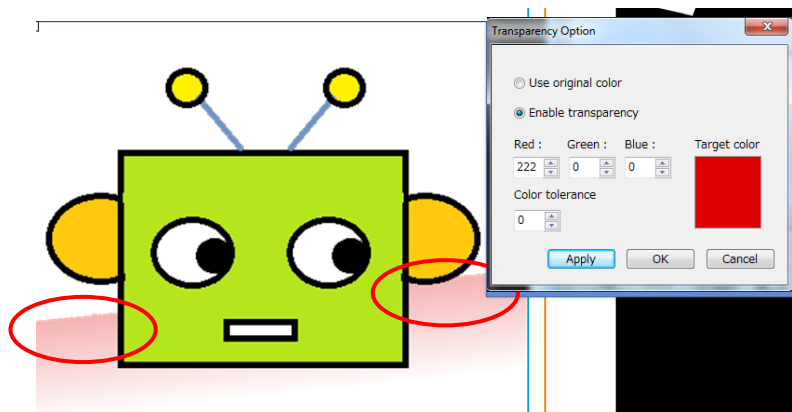 Transparency Option
Use original color
Enable transparency
Red : Green : Blue : Target color
222 0 0
Color tolerance
0
Apply OK Cancel